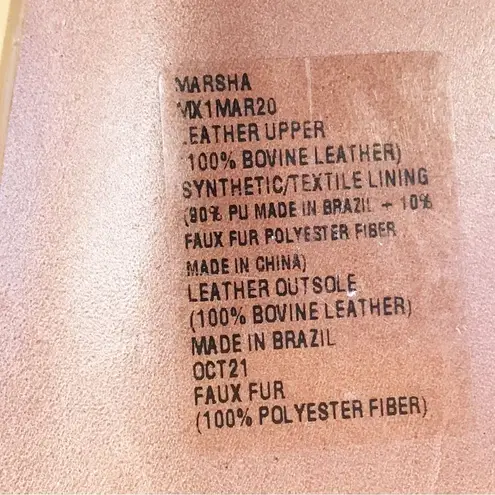 MARSHA
MX1MAR20
LEATHER UPPER
(100% BOVINE LEATHER)
SYNTHETIC/TEXTILE LINING
(90% PU MADE IN BRAZIL + 10%
FAUX FUR POLYESTER FIBER
MADE IN CHINA)
LEATHER OUTSOLE
(100% BOVINE LEATHER)
MADE IN BRAZIL
OCT21
FAUX FUR
(100% POLYESTER FIBER)